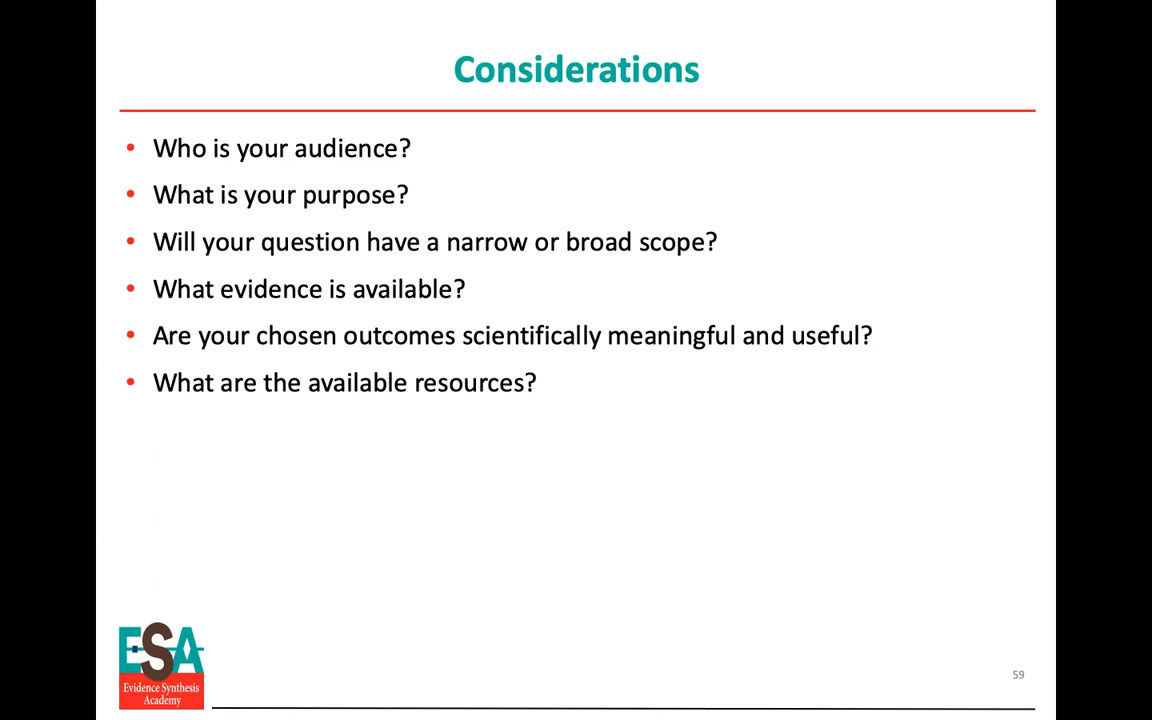 Considerations
• Who is your audience?
• What is your purpose?
• Will your question have a narrow or broad scope?
• What evidence is available?
• Are your chosen outcomes scientifically meaningful and useful?
• What are the available resources?
ESA
Evidence Synthesis
Academy
59